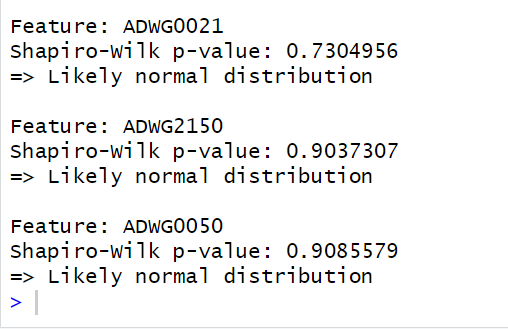 Feature: ADWG0021
Shapiro-Wilk p-value: 0.7304956
=> Likely normal distribution
Feature: ADWG2150
Shapiro-Wilk p-value: 0.9037307
=> Likely normal distribution
Feature: ADWG0050
Shapiro-Wilk p-value: 0.9085579
=> Likely normal distribution
>